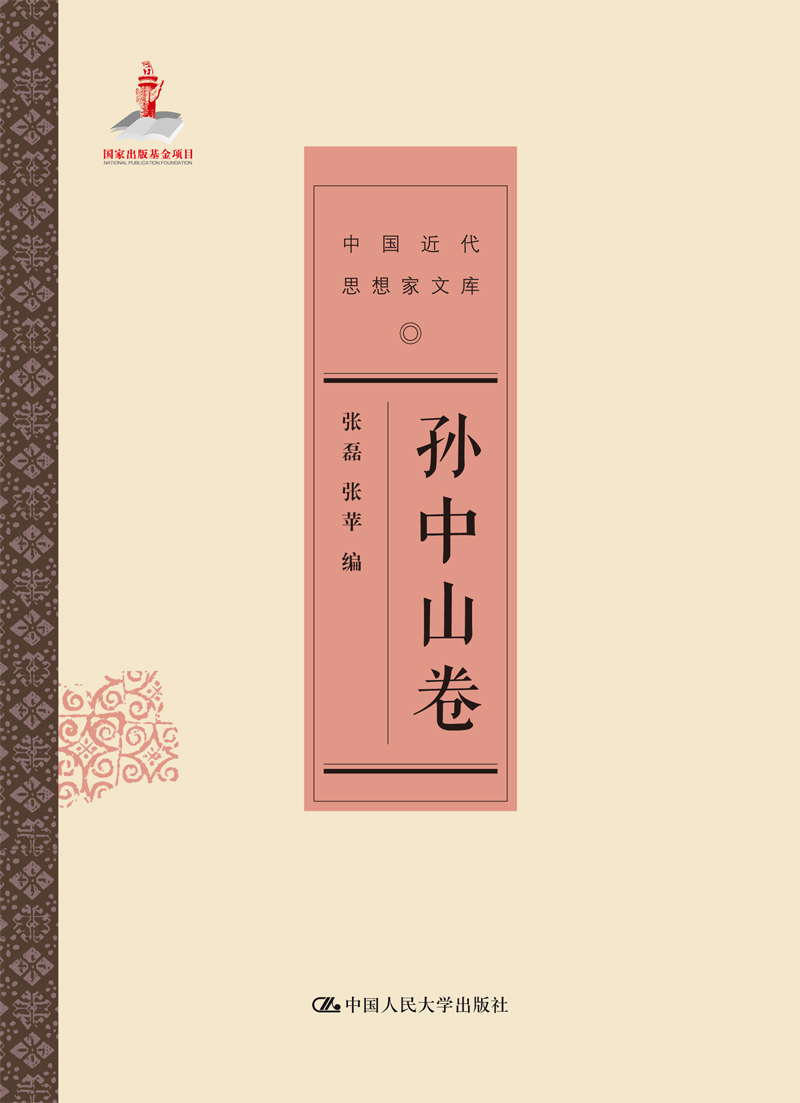 国家出版基金项目
NATIONAL PUBLICATION FOUNDATION
中国近代
思想家文库
孙中山卷
张磊 张苹 编
中国人民大学出版社